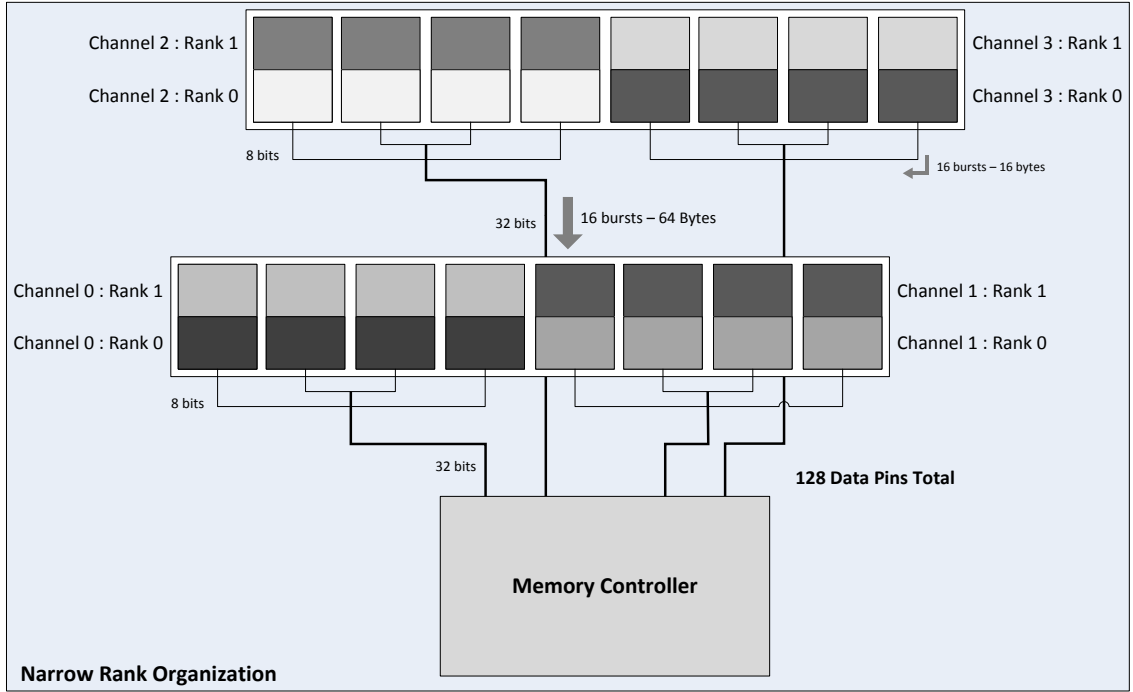 Channel 2 : Rank 1
Channel 3 : Rank 1
Channel 2 : Rank 0
Channel 3 : Rank 0
8 bits
16 bursts – 16 bytes
32 bits
16 bursts – 64 Bytes
Channel 0 : Rank 1
Channel 1 : Rank 1
Channel 0 : Rank 0
Channel 1 : Rank 0
8 bits
32 bits
128 Data Pins Total
Memory Controller
Narrow Rank Organization